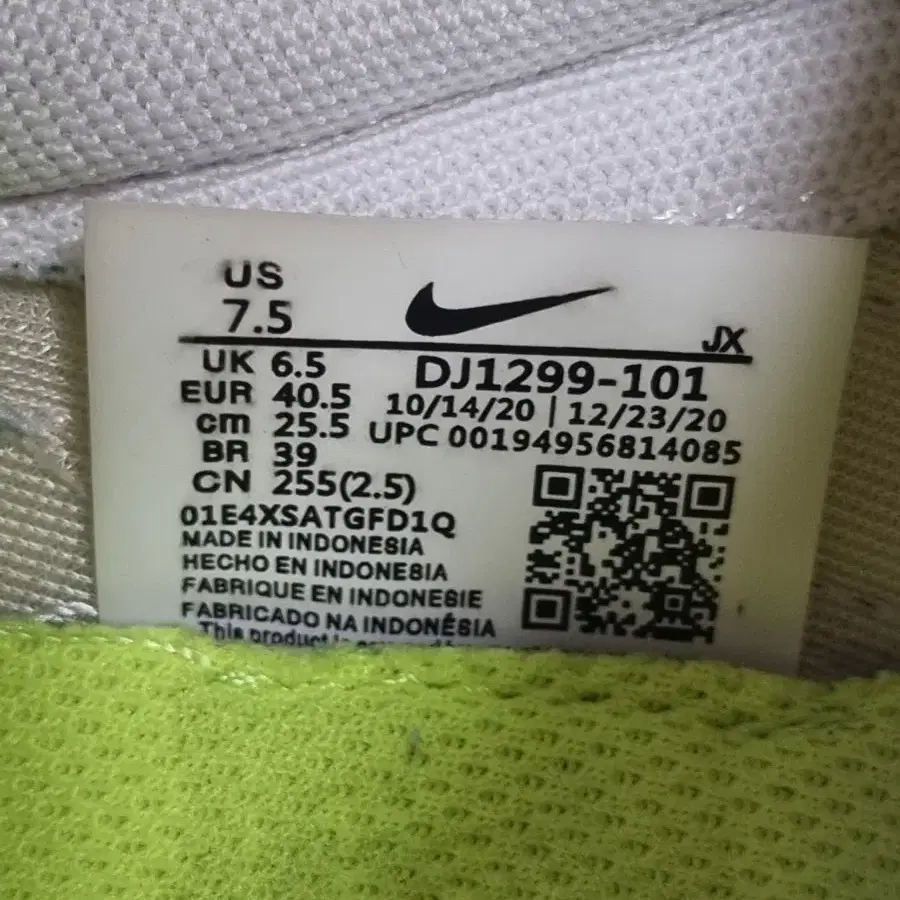 US
7.5
JX
UK 6.5
EUR 40.5
cm 25.5
BR 39
CN 255(2.5)
DJ1299-101
10/14/20 | 12/23/20
UPC 00194956814085
01E4XSATGFD1Q
MADE IN INDONESIA
HECHO EN INDONESIA
FABRIQUE EN INDONESIE
FABRICADO NA INDONÉSIA
This product